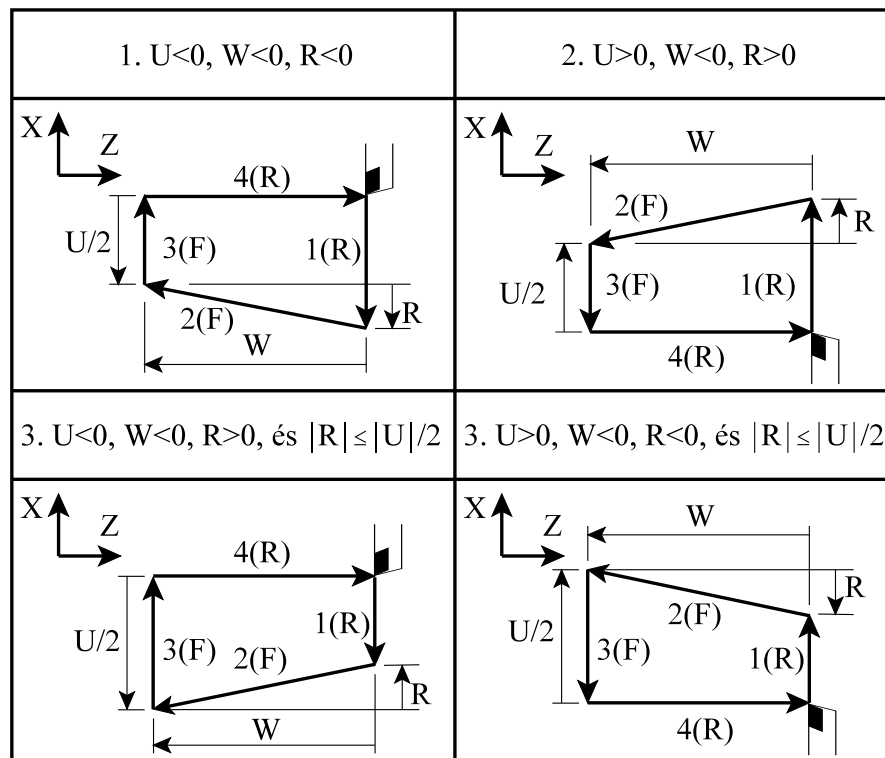 1. U<0, W<0, R<0
2. U>0, W<0, R>0
X
Z
4(R)
U/2
3(F)
1(R)
2(F)
R
W
X
Z
W
2(F)
R
U/2
3(F)
1(R)
4(R)
3. U<0, W<0, R>0, és |R| ≤ |U|/2
3. U>0, W<0, R<0, és |R| ≤ |U|/2
X
Z
4(R)
U/2
1(R)
3(F)
2(F)
R
W
X
Z
W
R
2(F)
U/2
3(F)
1(R)
4(R)